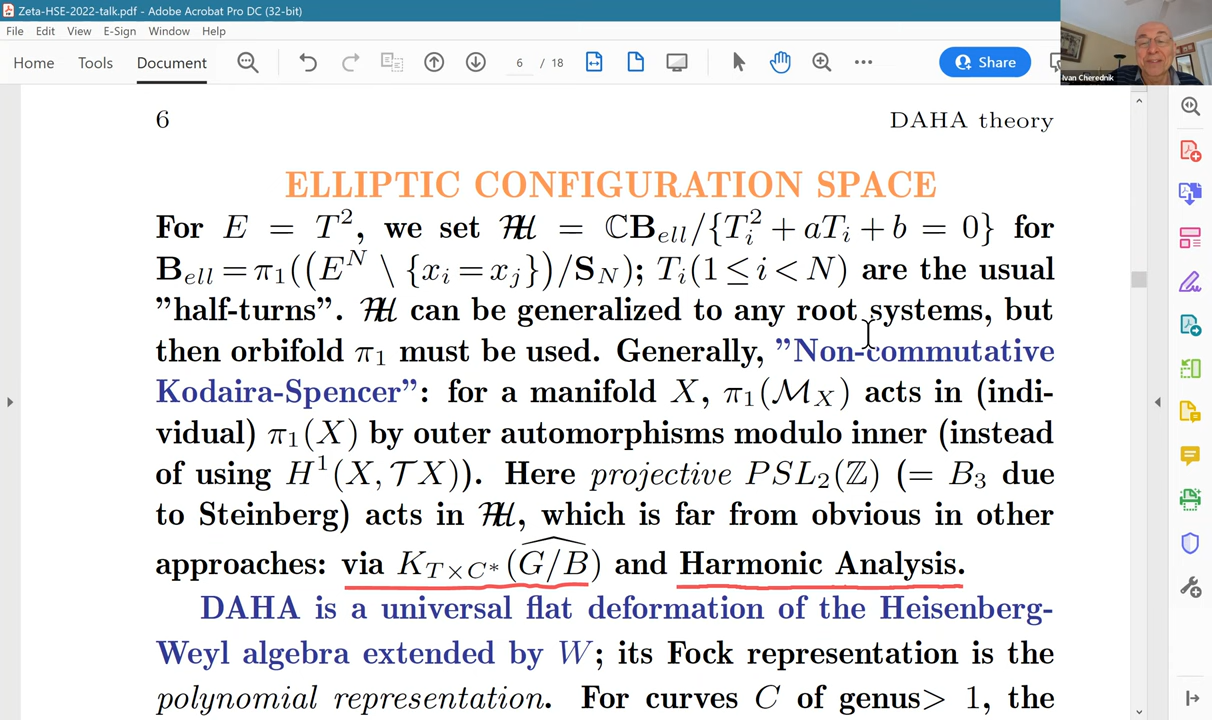 Zeta-HSE-2022-talk.pdf - Adobe Acrobat Pro DC (32-bit)
File Edit View E-Sign Window Help
Home Tools Document 6 / 18 Share
Ivan Cherednik
6 DAHA theory
ELLIPTIC CONFIGURATION SPACE
For E = T², we set ℋℋ = ℂB_{ell}/{T_i² + aT_i + b = 0} for
B_{ell} = π₁((E^N \ {x_i = x_j})/S_N); T_i(1 ≤ i < N) are the usual
"half-turns". ℋℋ can be generalized to any root systems, but
then orbifold π₁ must be used. Generally, "Non-commutative
Kodaira-Spencer": for a manifold X, π₁(ℳ_X) acts in (indi-
vidual) π₁(X) by outer automorphisms modulo inner (instead
of using H¹(X, 𝒯X)). Here projective PSL₂(ℤ) (= B₃ due
to Steinberg) acts in ℋℋ, which is far from obvious in other
approaches: via K_{T×C*}(\widehat{G/B}) and Harmonic Analysis.
DAHA is a universal flat deformation of the Heisenberg-
Weyl algebra extended by W; its Fock representation is the
polynomial representation. For curves C of genus> 1, the